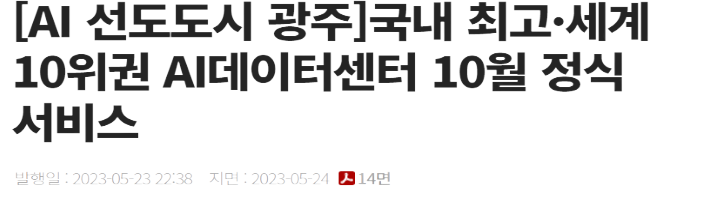 [AI 선도도시 광주]국내 최고·세계
10위권 AI데이터센터 10월 정식
서비스
발행일 : 2023-05-23 22:38 지면 : 2023-05-24 14면